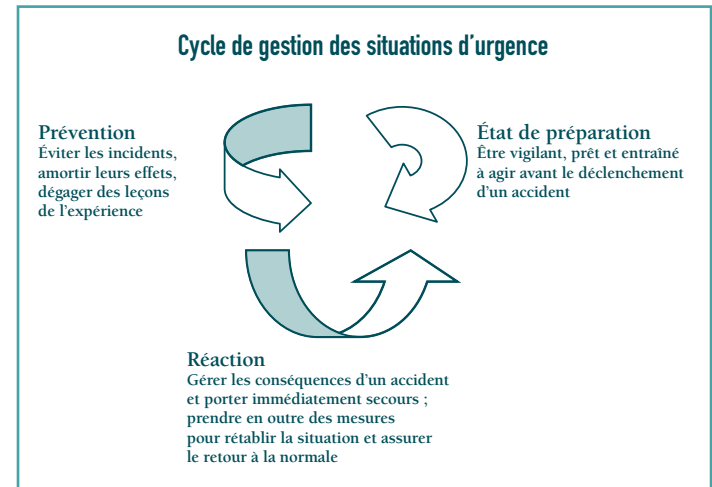 Cycle de gestion des situations d’urgence
Prévention
Éviter les incidents,
amortir leurs effets,
dégager des leçons
de l’expérience
État de préparation
Être vigilant, prêt et entraîné
à agir avant le déclenchement
d’un accident
Réaction
Gérer les conséquences d’un accident
et porter immédiatement secours ;
prendre en outre des mesures
pour rétablir la situation et assurer
le retour à la normale